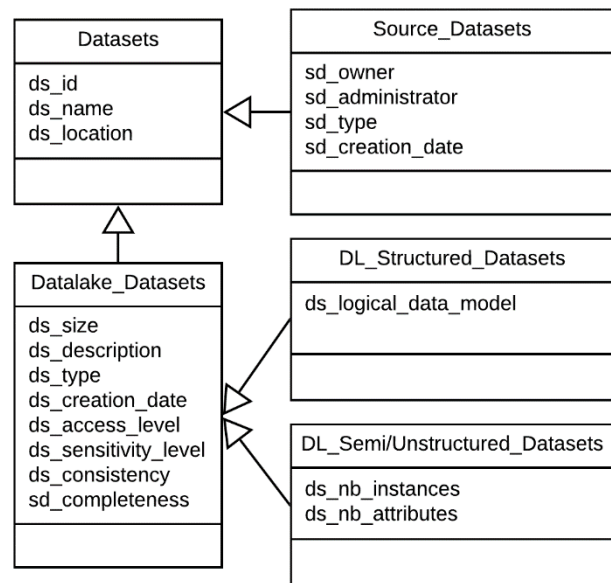 Datasets
ds_id
ds_name
ds_location
Source_Datasets
sd_owner
sd_administrator
sd_type
sd_creation_date
Datalake_Datasets
ds_size
ds_description
ds_type
ds_creation_date
ds_access_level
ds_sensitivity_level
ds_consistency
sd_completeness
DL_Structured_Datasets
ds_logical_data_model
DL_Semi/Unstructured_Datasets
ds_nb_instances
ds_nb_attributes